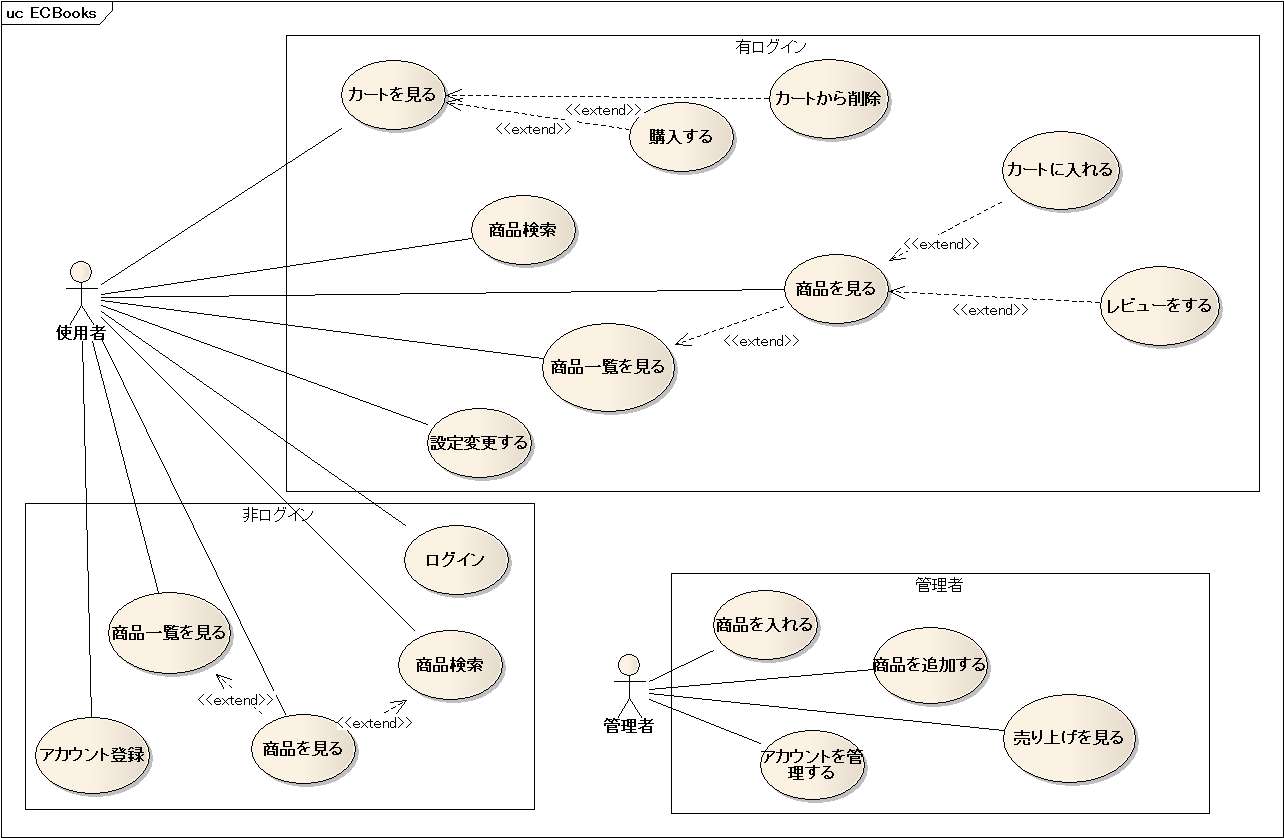 uc ECBooks
有ログイン
カートを見る
カートから削除
<<extend>>
<<extend>>
購入する
カートに入れる
商品検索
<<extend>>
商品を見る
レビューをする
<<extend>>
<<extend>>
使用者
商品一覧を見る
設定変更する
非ログイン
ログイン
商品一覧を見る
商品検索
<<extend>>
<<extend>>
アカウント登録
商品を見る
管理者
商品を入れる
商品を追加する
管理者
売り上げを見る
アカウントを管
理する